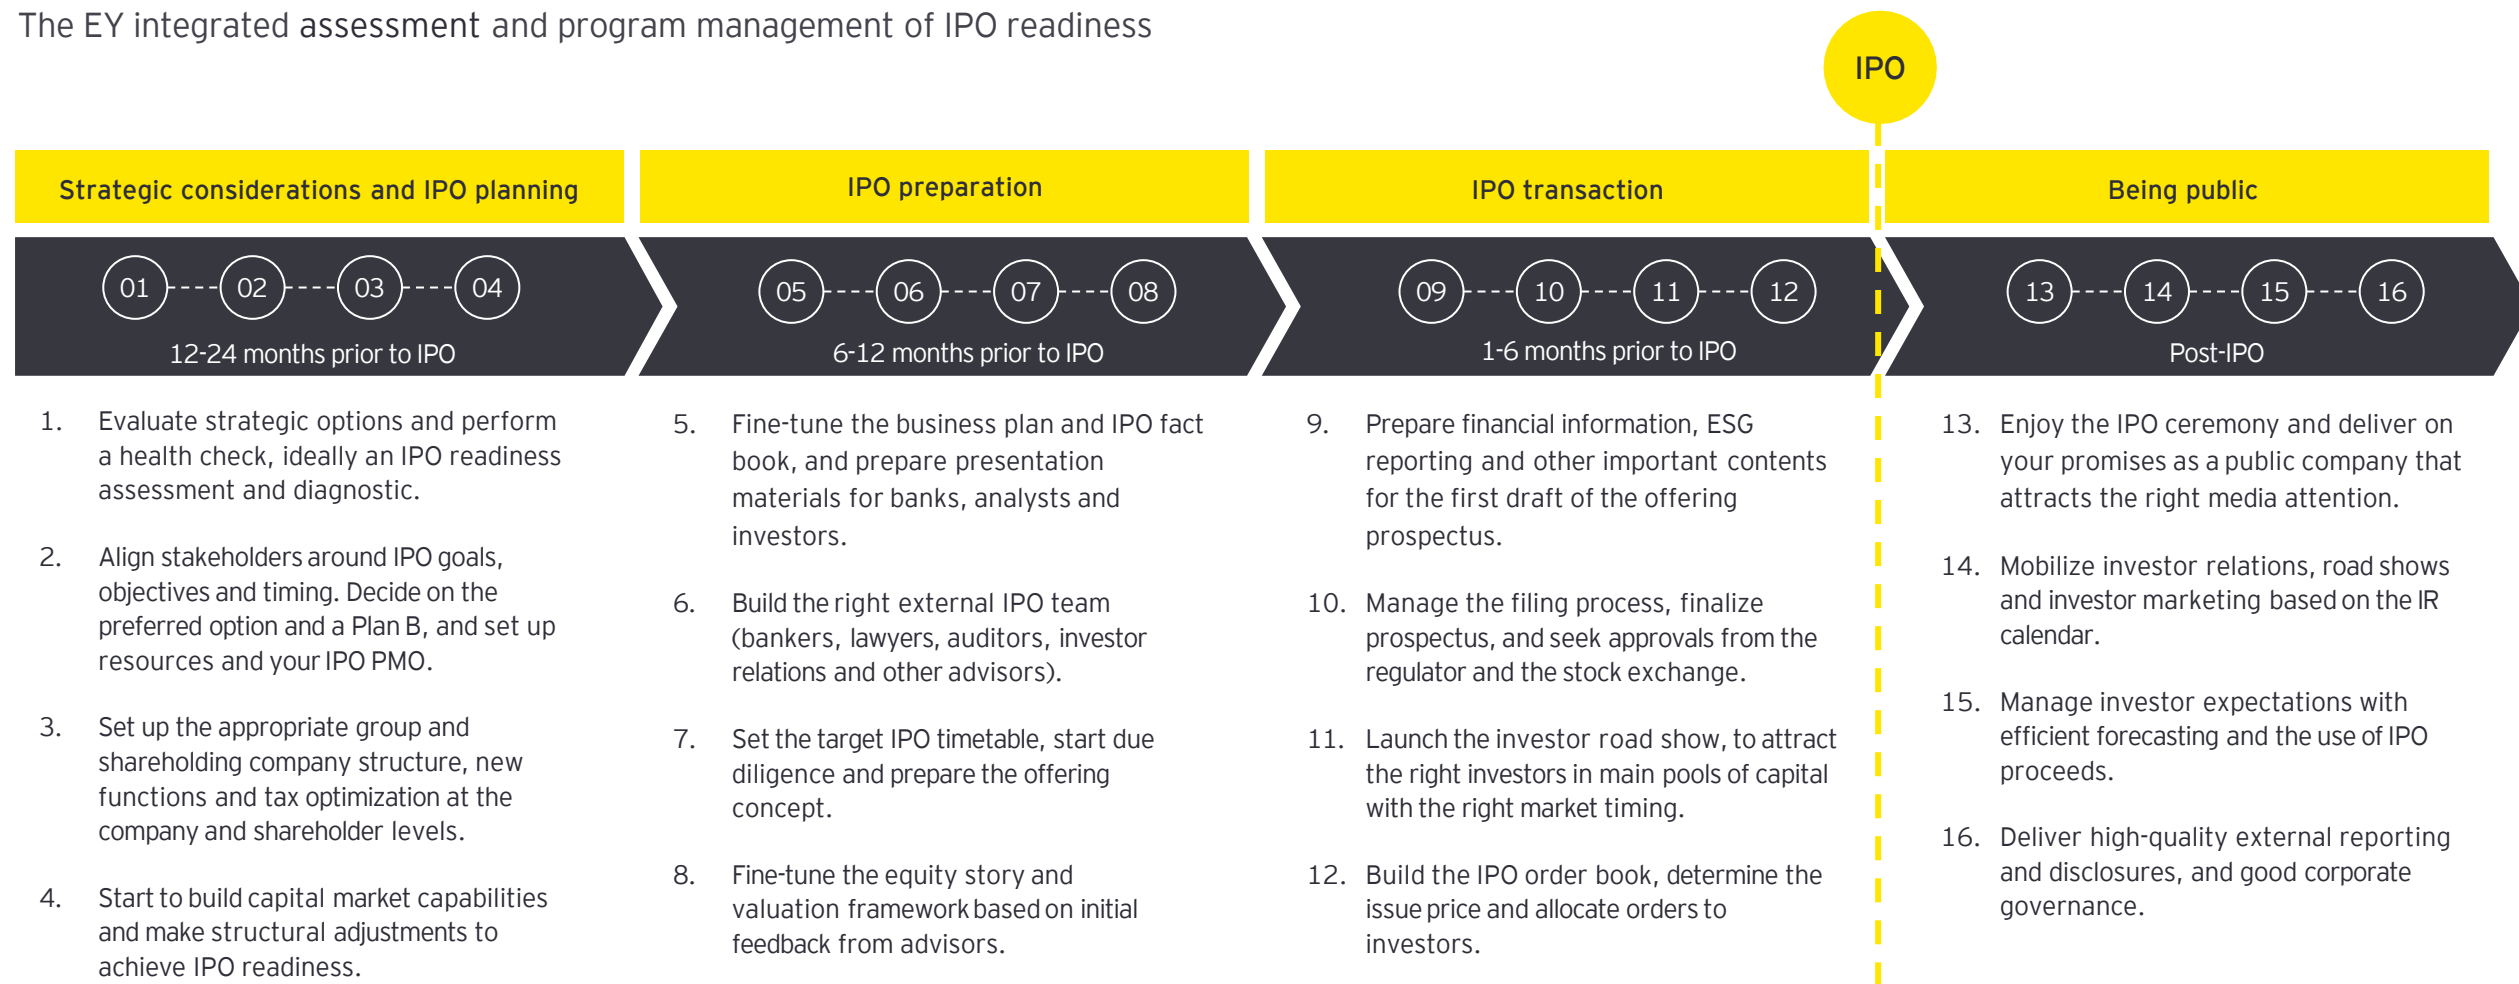 The EY integrated assessment and program management of IPO readiness
IPO
Strategic considerations and IPO planning
01 02 03 04
12-24 months prior to IPO
1. Evaluate strategic options and perform
a health check, ideally an IPO readiness
assessment and diagnostic.
2. Align stakeholders around IPO goals,
objectives and timing. Decide on the
preferred option and a Plan B, and set up
resources and your IPO PMO.
3. Set up the appropriate group and
shareholding company structure, new
functions and tax optimization at the
company and shareholder levels.
4. Start to build capital market capabilities
and make structural adjustments to
achieve IPO readiness.
IPO preparation
05 06 07 08
6-12 months prior to IPO
5. Fine-tune the business plan and IPO fact
book, and prepare presentation
materials for banks, analysts and
investors.
6. Build the right external IPO team
(bankers, lawyers, auditors, investor
relations and other advisors).
7. Set the target IPO timetable, start due
diligence and prepare the offering
concept.
8. Fine-tune the equity story and
valuation framework based on initial
feedback from advisors.
IPO transaction
09 10 11 12
1-6 months prior to IPO
9. Prepare financial information, ESG
reporting and other important contents
for the first draft of the offering
prospectus.
10. Manage the filing process, finalize
prospectus, and seek approvals from the
regulator and the stock exchange.
11. Launch the investor road show, to attract
the right investors in main pools of capital
with the right market timing.
12. Build the IPO order book, determine the
issue price and allocate orders to
investors.
Being public
13 14 15 16
Post-IPO
13. Enjoy the IPO ceremony and deliver on
your promises as a public company that
attracts the right media attention.
14. Mobilize investor relations, road shows
and investor marketing based on the IR
calendar.
15. Manage investor expectations with
efficient forecasting and the use of IPO
proceeds.
16. Deliver high-quality external reporting
and disclosures, and good corporate
governance.